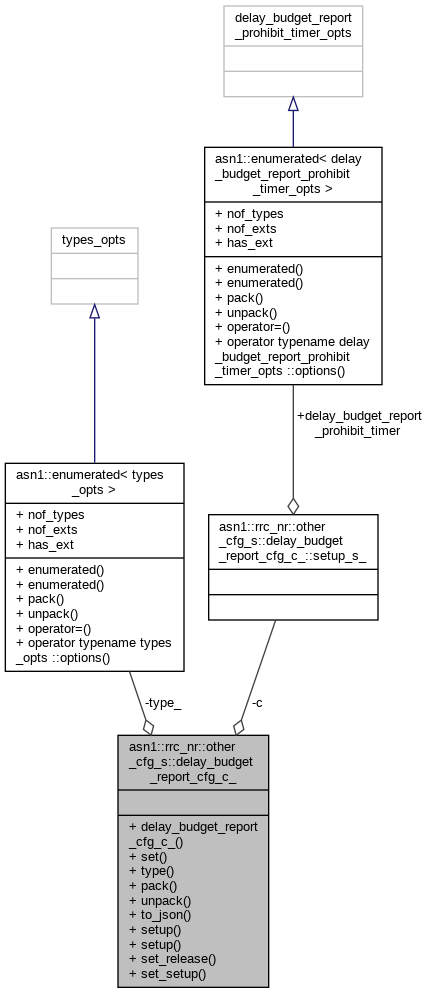 delay_budget_report
_prohibit_timer_opts
asn1::enumerated< delay
_budget_report_prohibit
_timer_opts >
+ nof_types
+ nof_exts
+ has_ext
+ enumerated()
+ enumerated()
+ pack()
+ unpack()
+ operator=()
+ operator typename delay
_budget_report_prohibit
_timer_opts ::options()
types_opts
+delay_budget_report
_prohibit_timer
asn1::enumerated< types
_opts >
+ nof_types
+ nof_exts
+ has_ext
+ enumerated()
+ enumerated()
+ pack()
+ unpack()
+ operator=()
+ operator typename types
_opts ::options()
asn1::rrc_nr::other
_cfg_s::delay_budget
_report_cfg_c_::setup_s_
-type_
-c
asn1::rrc_nr::other
_cfg_s::delay_budget
_report_cfg_c_
+ delay_budget_report
_cfg_c_()
+ set()
+ type()
+ pack()
+ unpack()
+ to_json()
+ setup()
+ setup()
+ set_release()
+ set_setup()